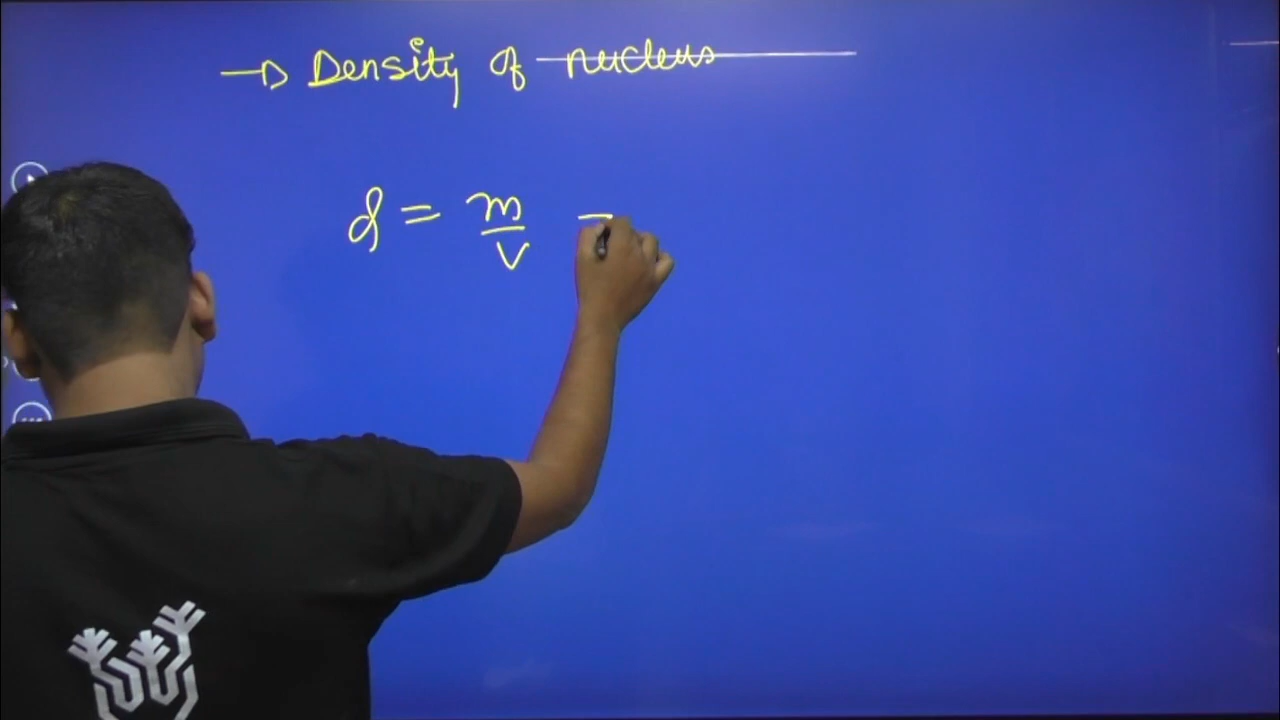 → Density of nucleus
d = m/v =